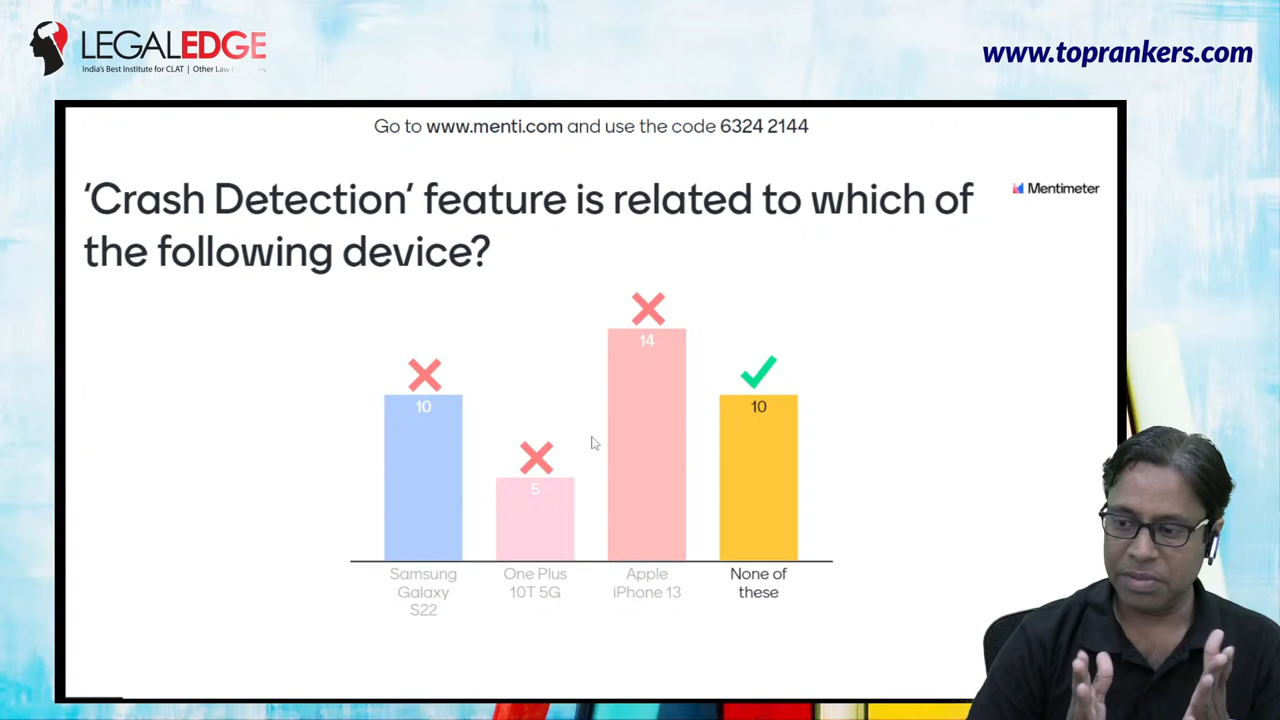 LEGALEDGE
India's Best Institute for CLAT | Other Law
www.toprankers.com
Go to www.menti.com and use the code 6324 2144
'Crash Detection' feature is related to which of
the following device?
Mentimeter
10
5
14
10
Samsung
Galaxy
S22
One Plus
10T 5G
Apple
iPhone 13
None of
these